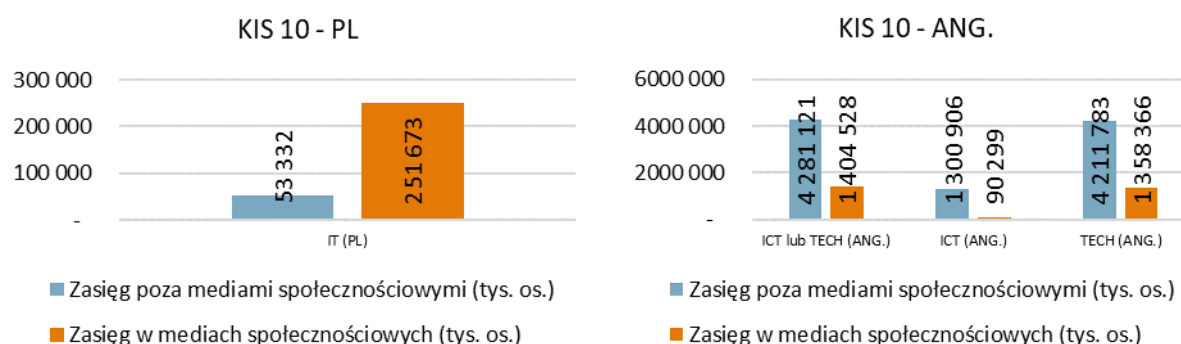 KIS 10 - PL
300 000
200 000
100 000
-
53 332
251 673
IT (PL)
Zasięg poza mediami społecznościowymi (tys. os.)
Zasięg w mediach społecznościowych (tys. os.)
KIS 10 - ANG.
6000 000
4000 000
2000 000
-
4 281 121
1 404 528
1 300 906
90 299
4 211 783
1 358 366
ICT lub TECH (ANG.)
ICT (ANG.)
TECH (ANG.)
Zasięg poza mediami społecznościowymi (tys. os.)
Zasięg w mediach społecznościowych (tys. os.)